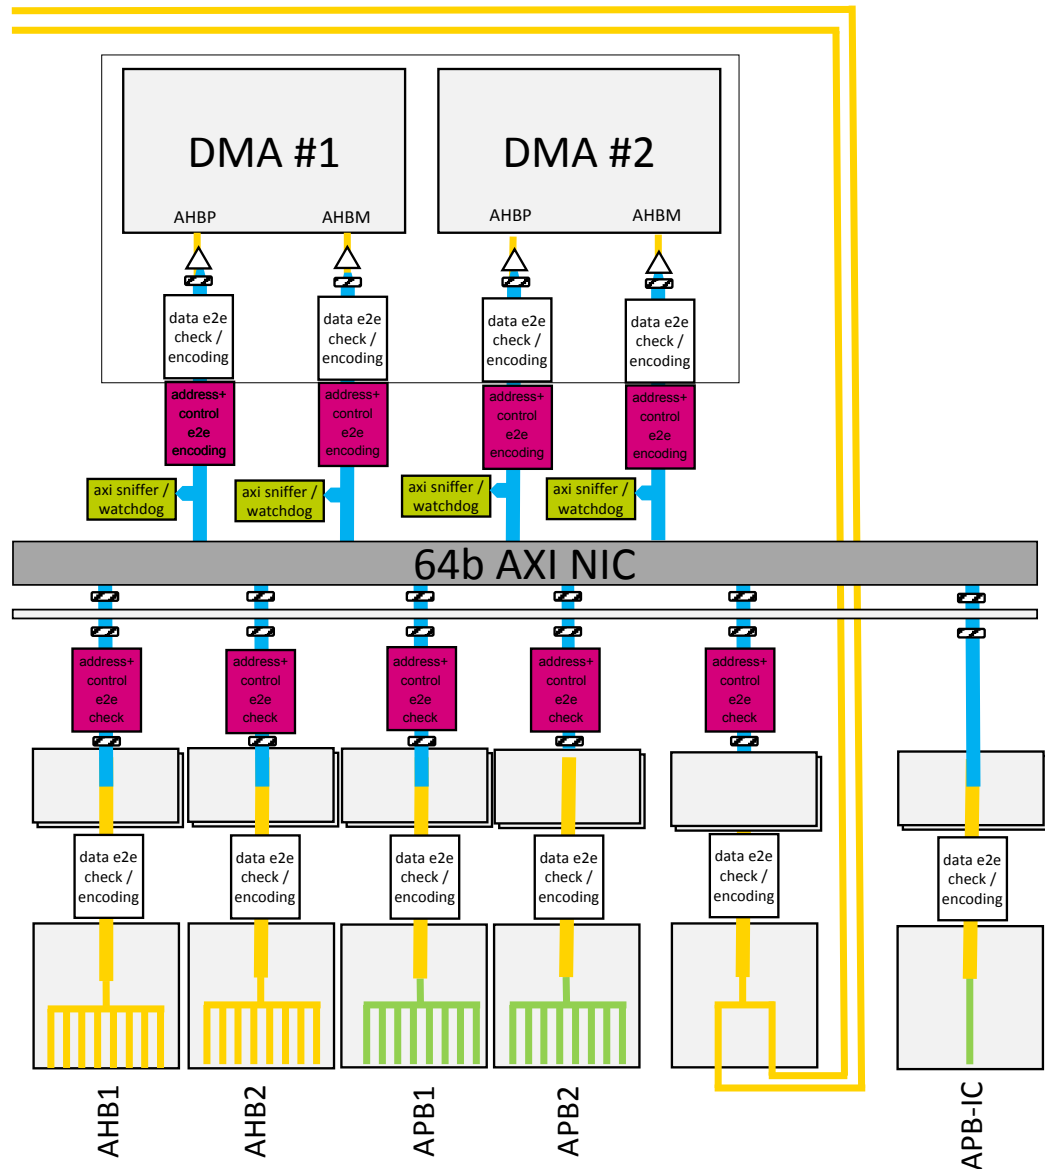 DMA #1
DMA #2
AHBP
AHBM
AHBP
AHBM
data e2e
check /
encoding
data e2e
check /
encoding
data e2e
check /
encoding
data e2e
check /
encoding
address+
control
e2e
encoding
address+
control
e2e
encoding
address+
control
e2e
encoding
address+
control
e2e
encoding
axi sniffer /
watchdog
axi sniffer /
watchdog
axi sniffer /
watchdog
axi sniffer /
watchdog
64b AXI NIC
address+
control
e2e
check
address+
control
e2e
check
address+
control
e2e
check
address+
control
e2e
check
address+
control
e2e
check
data e2e
check /
encoding
data e2e
check /
encoding
data e2e
check /
encoding
data e2e
check /
encoding
data e2e
check /
encoding
data e2e
check /
encoding
AHB1
AHB2
APB1
APB2
APB-IC